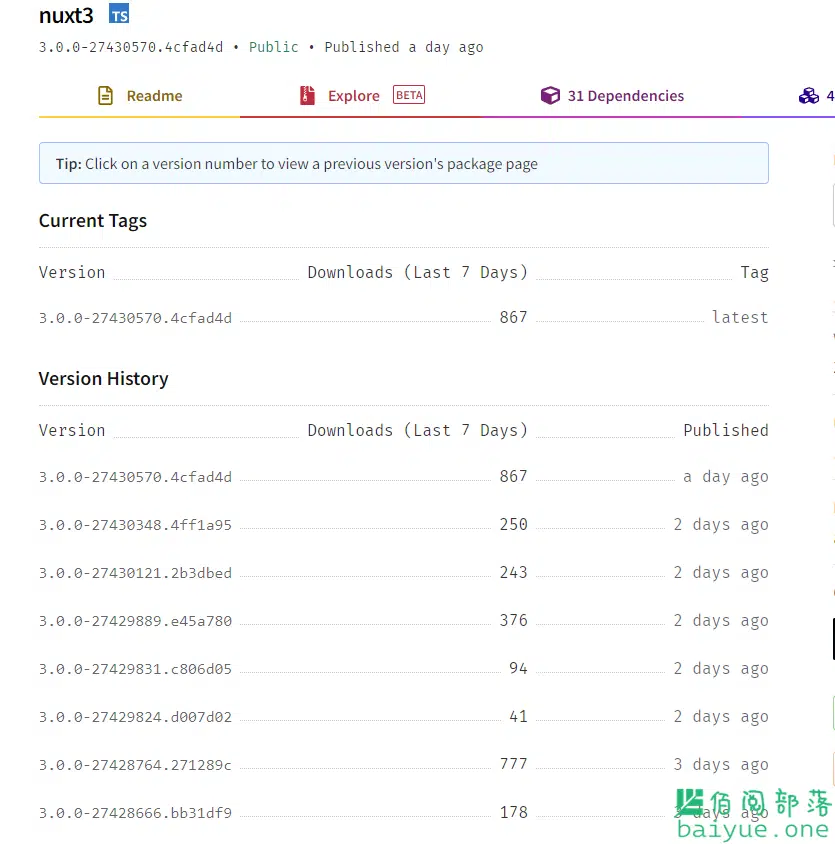 nuxt3 TS
3.0.0-27430570.4cfad4d • Public • Published a day ago
Readme Explore BETA 31 Dependencies 4
Tip: Click on a version number to view a previous version's package page
Current Tags
Version Downloads (Last 7 Days) Tag
3.0.0-27430570.4cfad4d 867 latest
Version History
Version Downloads (Last 7 Days) Published
3.0.0-27430570.4cfad4d 867 a day ago
3.0.0-27430348.4ff1a95 250 2 days ago
3.0.0-27430121.2b3dbed 243 2 days ago
3.0.0-27429889.e45a780 376 2 days ago
3.0.0-27429831.c806d05 94 2 days ago
3.0.0-27429824.d007d02 41 2 days ago
3.0.0-27428764.271289c 777 3 days ago
3.0.0-27428666.bb31df9 178 days ago
佰阅部落
baiyue.one